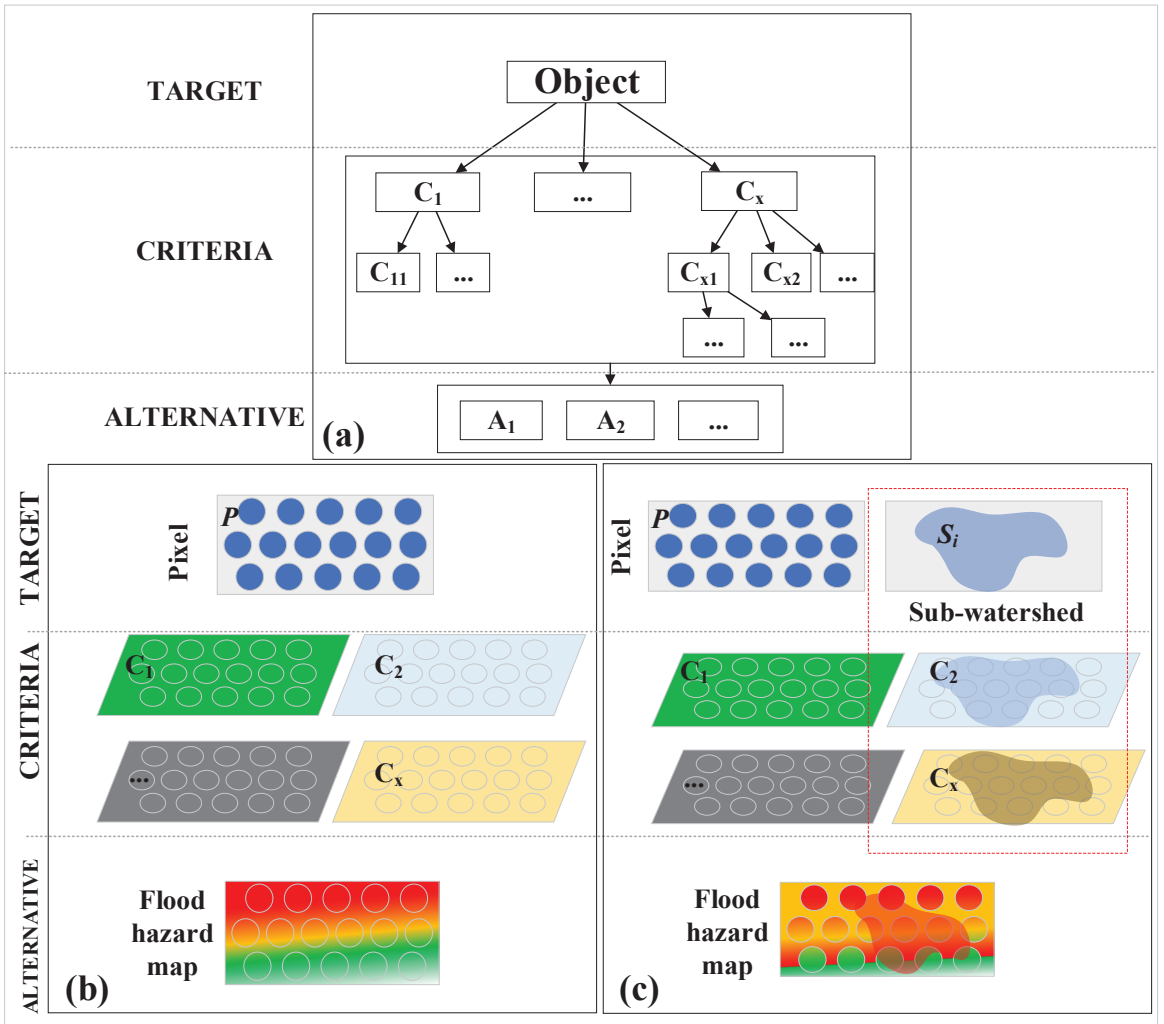 TARGET
Object
CRITERIA
C1
...
Cx
C11
...
Cx1
Cx2
...
...
...
ALTERNATIVE
(a)
A1
A2
...
TARGET
Pixel
P
CRITERIA
C1
C2
...
Cx
ALTERNATIVE
Flood
hazard
map
(b)
Pixel
P
Si
Sub-watershed
C1
C2
...
Cx
Flood
hazard
map
(c)